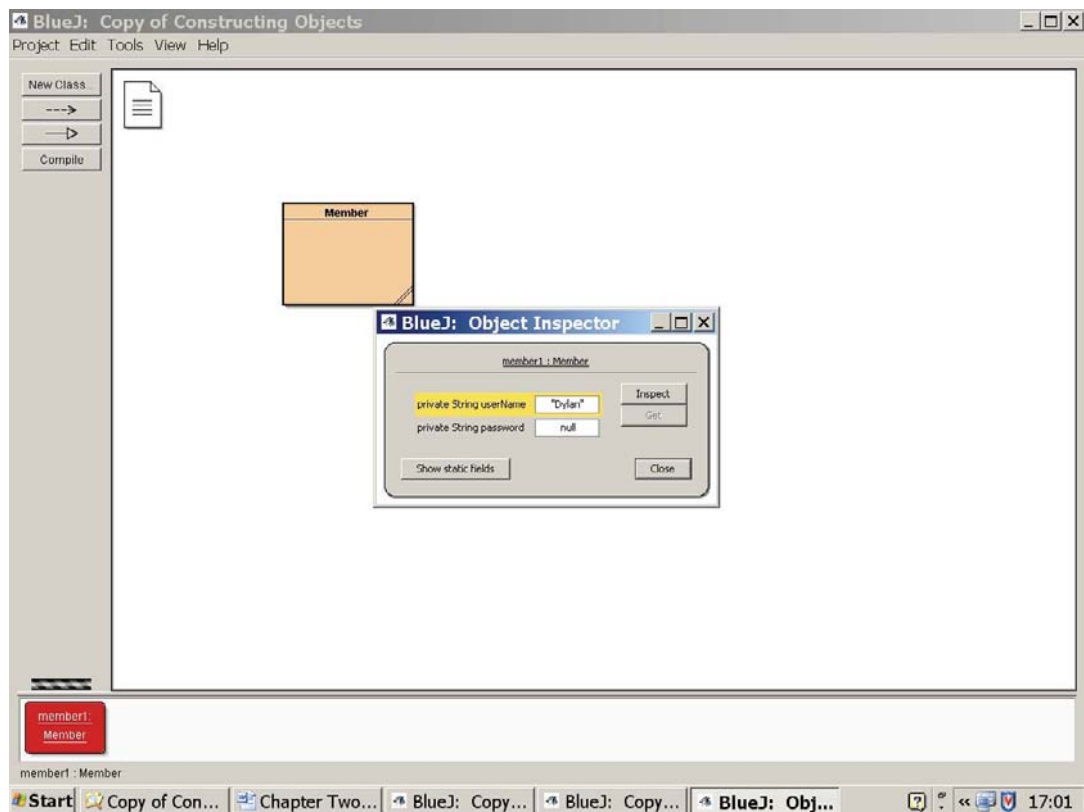 BlueJ: Copy of Constructing Objects
Project Edit Tools View Help
New Class...
Compile
Member
BlueJ: Object Inspector
member1 : Member
private String userName "Dylan"
Inspect
Get
private String password null
Show static fields
Close
member1:
Member
member1 : Member
Start Copy of Con... Chapter Two... BlueJ: Copy... BlueJ: Copy... BlueJ: Obj... 17:01